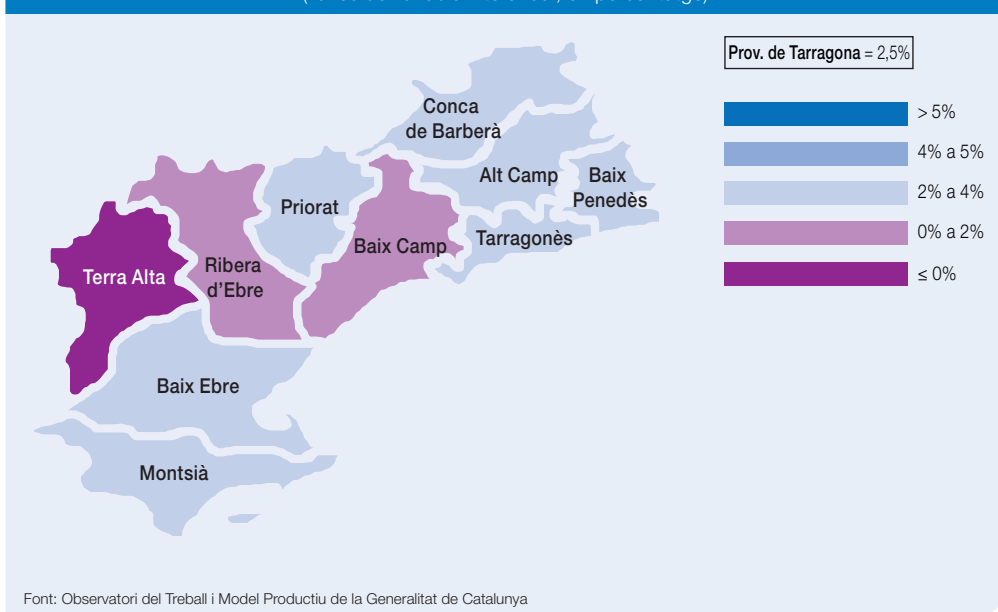 Prov. de Tarragona = 2,5%
> 5%
4% a 5%
2% a 4%
0% a 2%
≤ 0%
Conca
de Barberà
Alt Camp
Baix
Penedès
Priorat
Tarragonès
Baix Camp
Ribera
d'Ebre
Terra Alta
Baix Ebre
Montsià
Font: Observatori del Treball i Model Productiu de la Generalitat de Catalunya